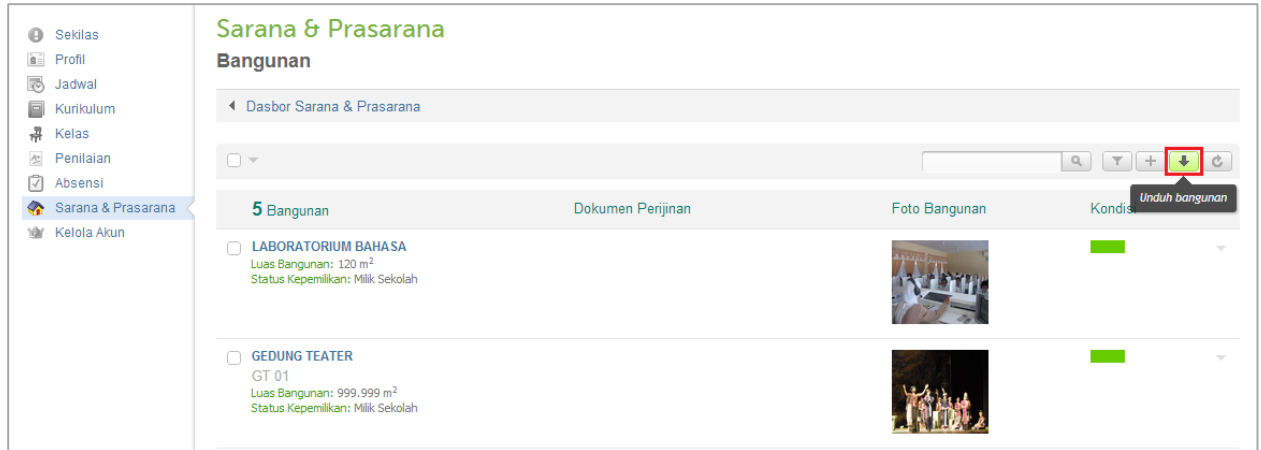 Sekilas
Profil
Jadwal
Kurikulum
Kelas
Penilaian
Absensi
Sarana & Prasarana
Kelola Akun
Sarana & Prasarana
Bangunan
Dasbor Sarana & Prasarana
Unduh bangunan
5 Bangunan Dokumen Perijinan Foto Bangunan Kondisi
LABORATORIUM BAHASA
Luas Bangunan: 120 m²
Status Kepemilikan: Milik Sekolah
GEDUNG TEATER
GT 01
Luas Bangunan: 999.999 m²
Status Kepemilikan: Milik Sekolah